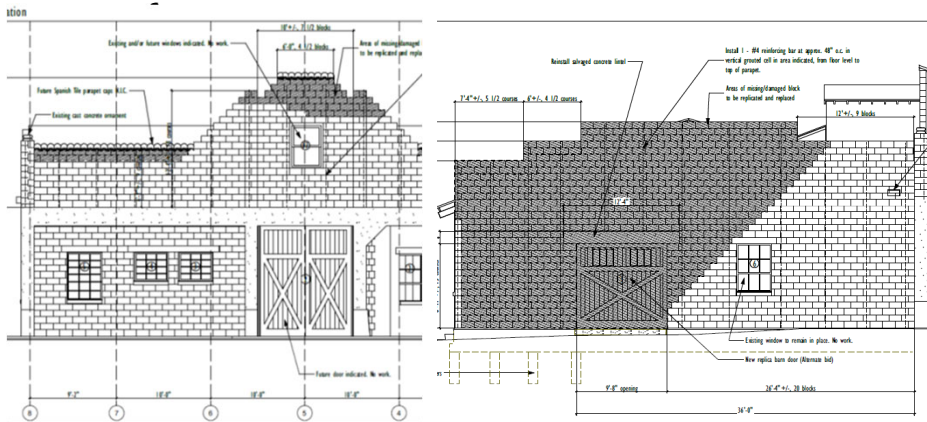 ation
10'+/-, 7 1/2 blocks
Existing and/or future windows indicated. No work.
6'-0", 4 1/2 blocks
Areas of missing/damaged
to be replicated and repla
Future Spanish Tile parapet caps N.I.C.
Existing cast concrete ornament
Future door indicated. No work.
9'-2"
10'-0"
10'-0"
10'-0"
8
7
6
5
4
Reinstall salvaged concrete lintel
Install 1 - #4 reinforcing bar at approx. 48" o.c. in
vertical grouted cell in area indicated, from floor level to
top of parapet.
Areas of missing/damaged block
to be replicated and replaced
7'-4"+/-, 5 1/2 courses
6'+/-, 4 1/2 courses
12'+/-, 9 blocks
12'-4"
Existing window to remain in place. No work.
New replica barn door (Alternate bid)
9'-8" opening
26'-4" +/-, 20 blocks
36'-0"